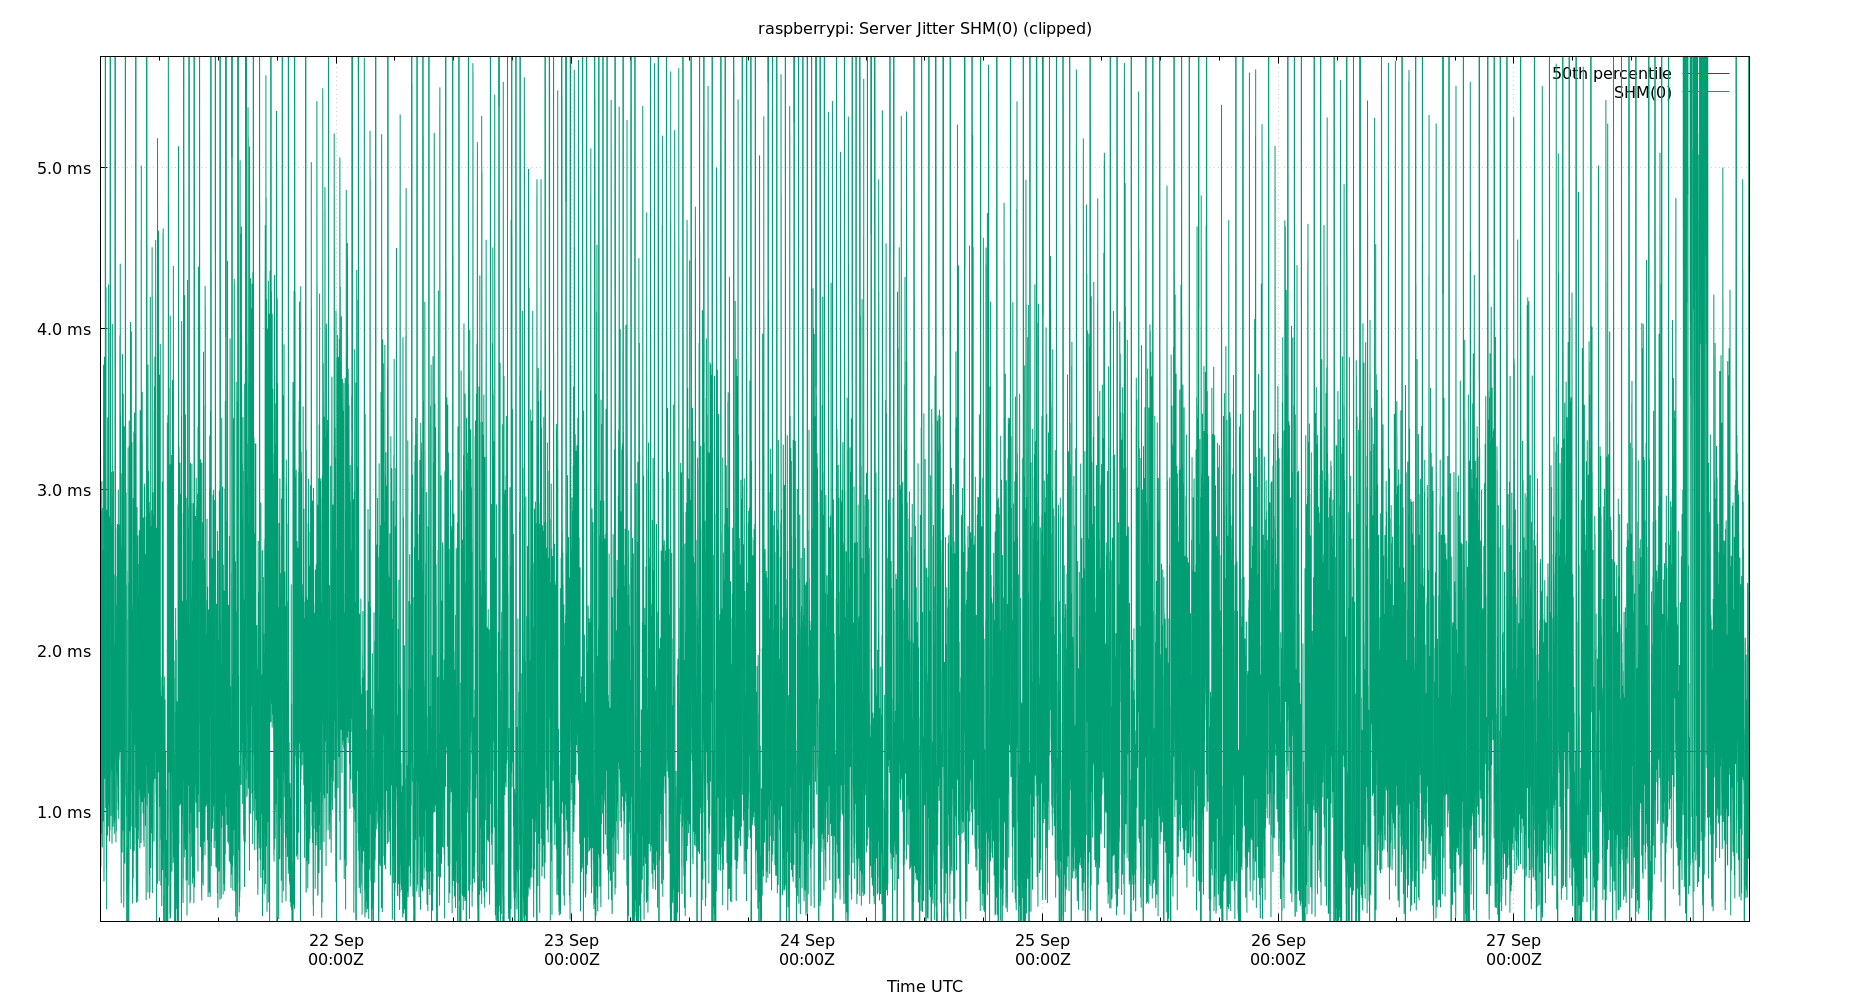 raspberrypi: Server Jitter SHM(0) (clipped)
50th percentile
SHM(0)
5.0 ms
4.0 ms
3.0 ms
2.0 ms
1.0 ms
22 Sep 23 Sep 24 Sep 25 Sep 26 Sep 27 Sep
00:00Z 00:00Z 00:00Z 00:00Z 00:00Z 00:00Z
Time UTC